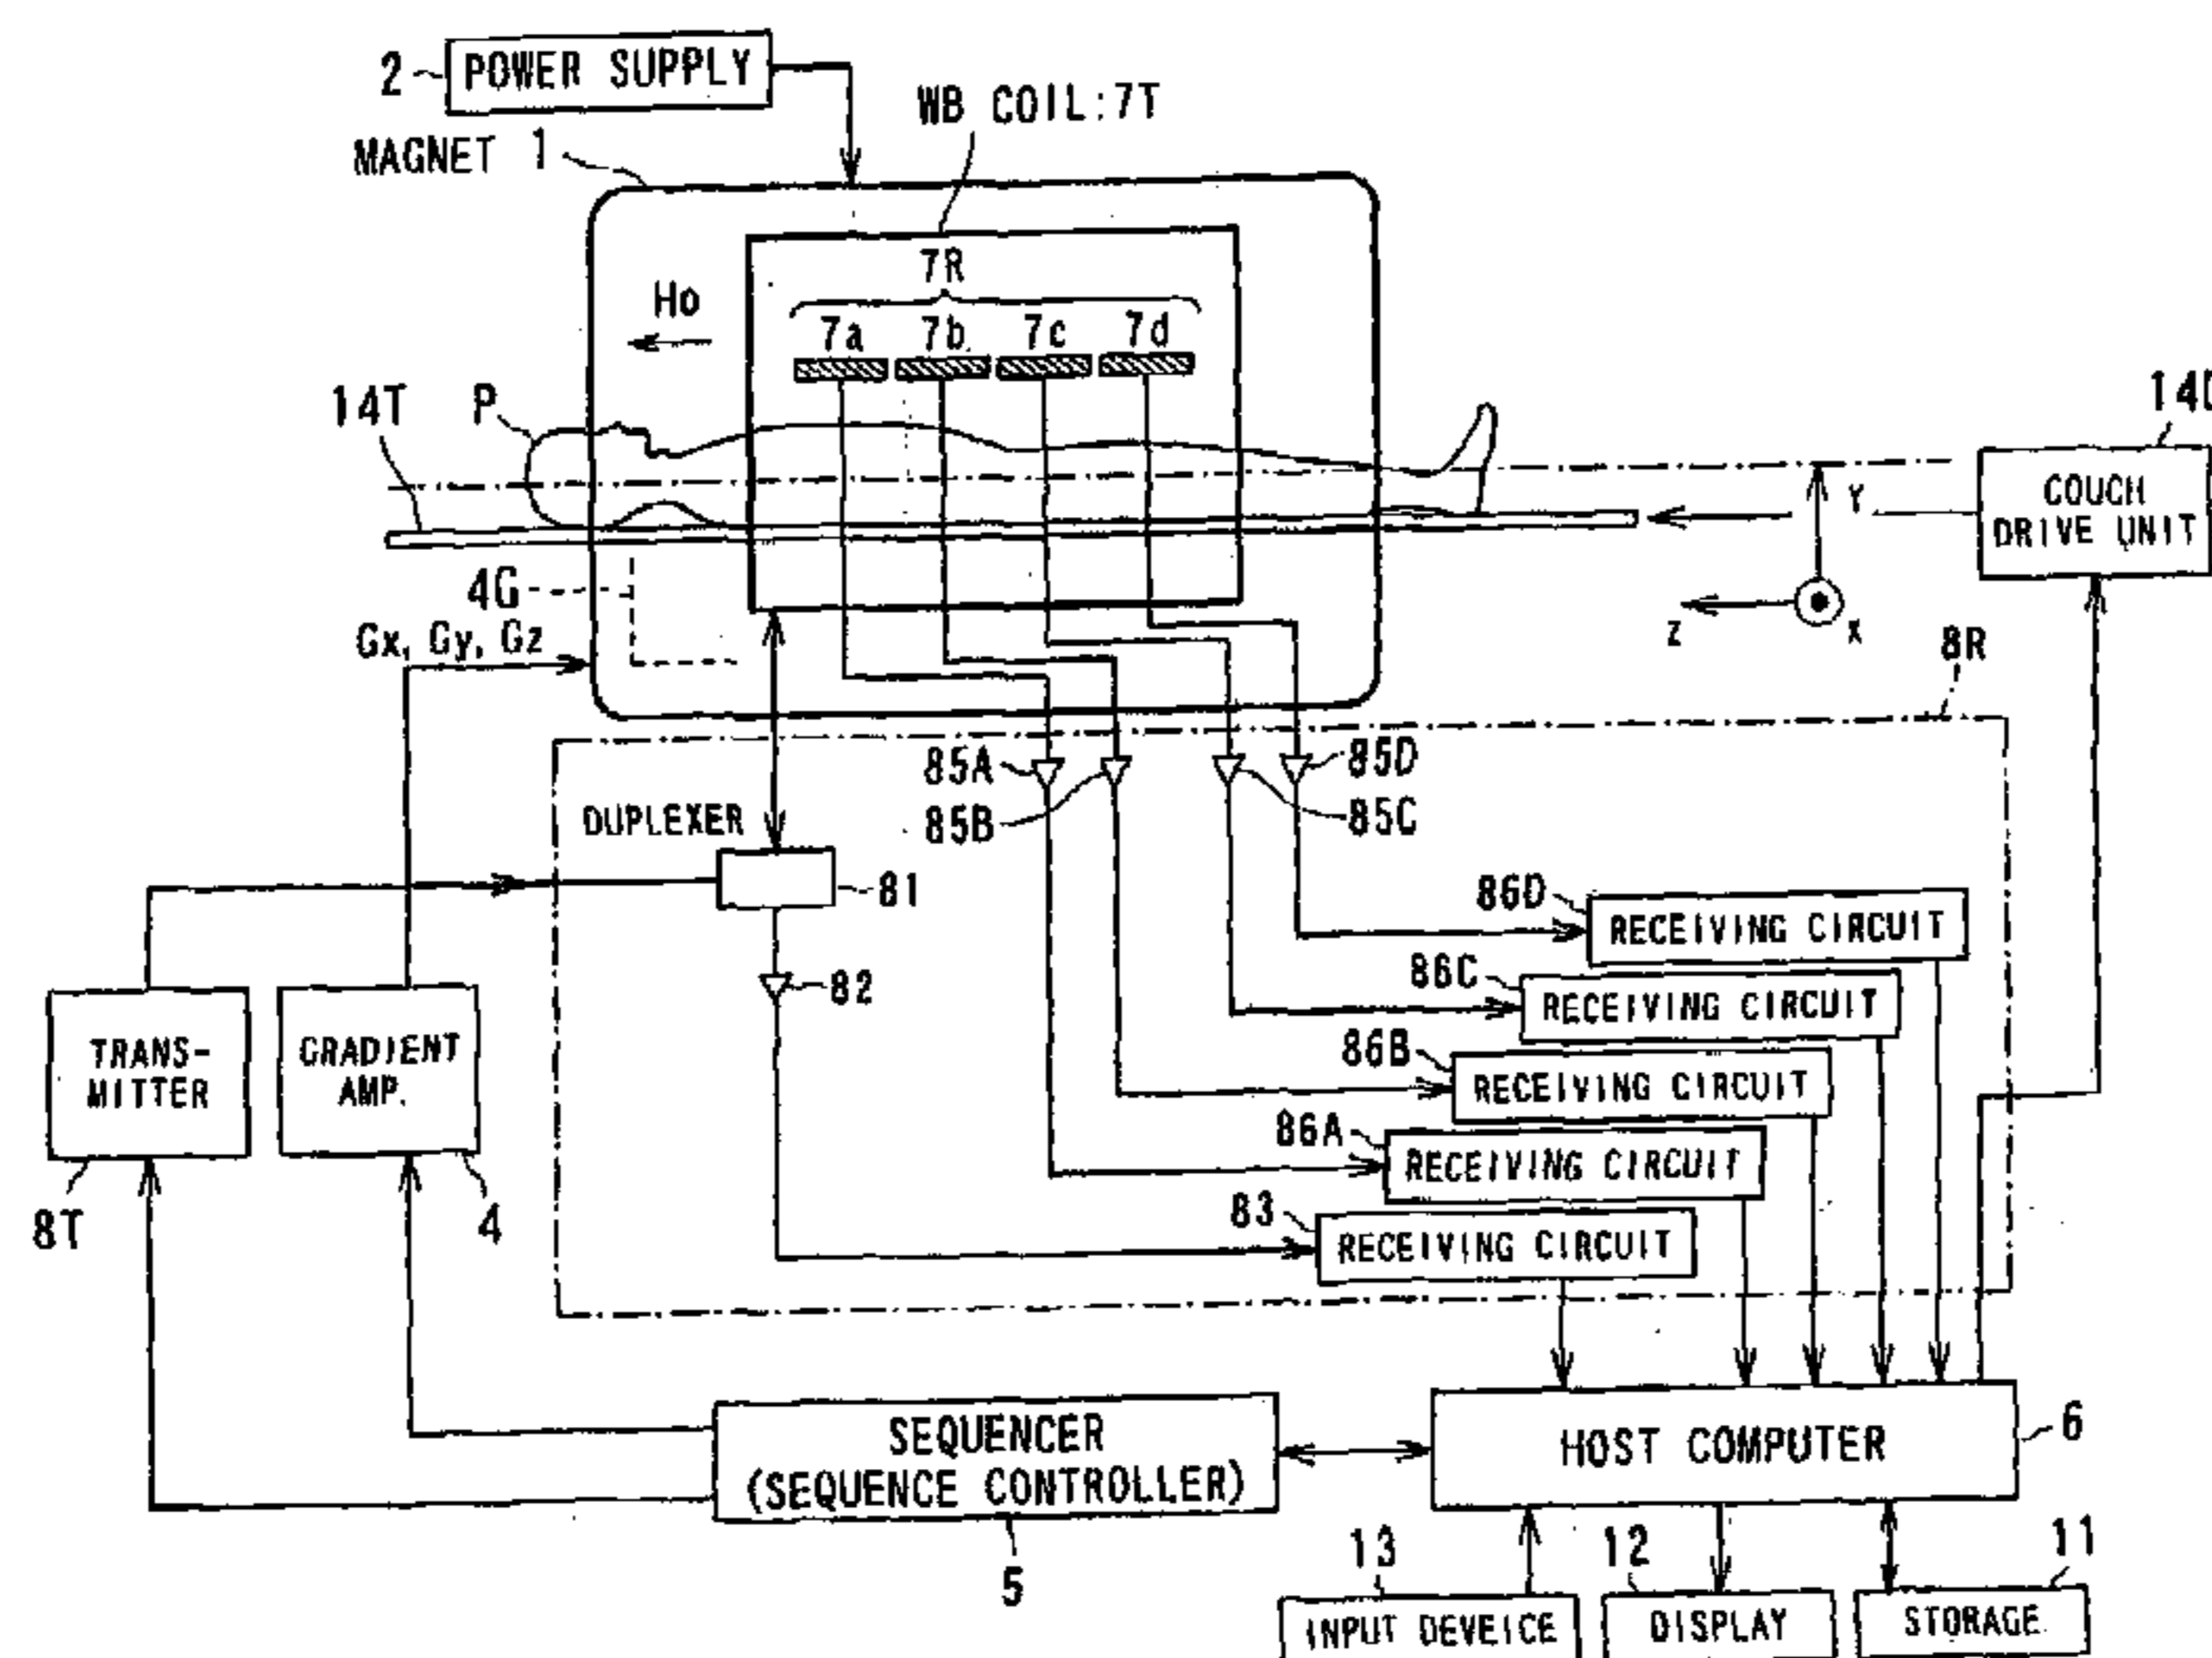 2 POWER SUPPLY
WB COIL:7T
MAGNET 1
7R
Ho
7a 7b 7c 7d
14T P
COUCH
DRIVE UNIT
Y
Z X
4G
Gx, Gy, Gz
8R
85A 85D
DUPLEXER 85B 85C
81
86D RECEIVING CIRCUIT
82
86C RECEIVING CIRCUIT
TRANS-
MITTER
GRADIENT
AMP.
86B RECEIVING CIRCUIT
86A RECEIVING CIRCUIT
8T 4
83 RECEIVING CIRCUIT
SEQUENCER
(SEQUENCE CONTROLLER)
5
HOST COMPUTER 6
13 12 11
INPUT DEVEICE DISPLAY STORAGE